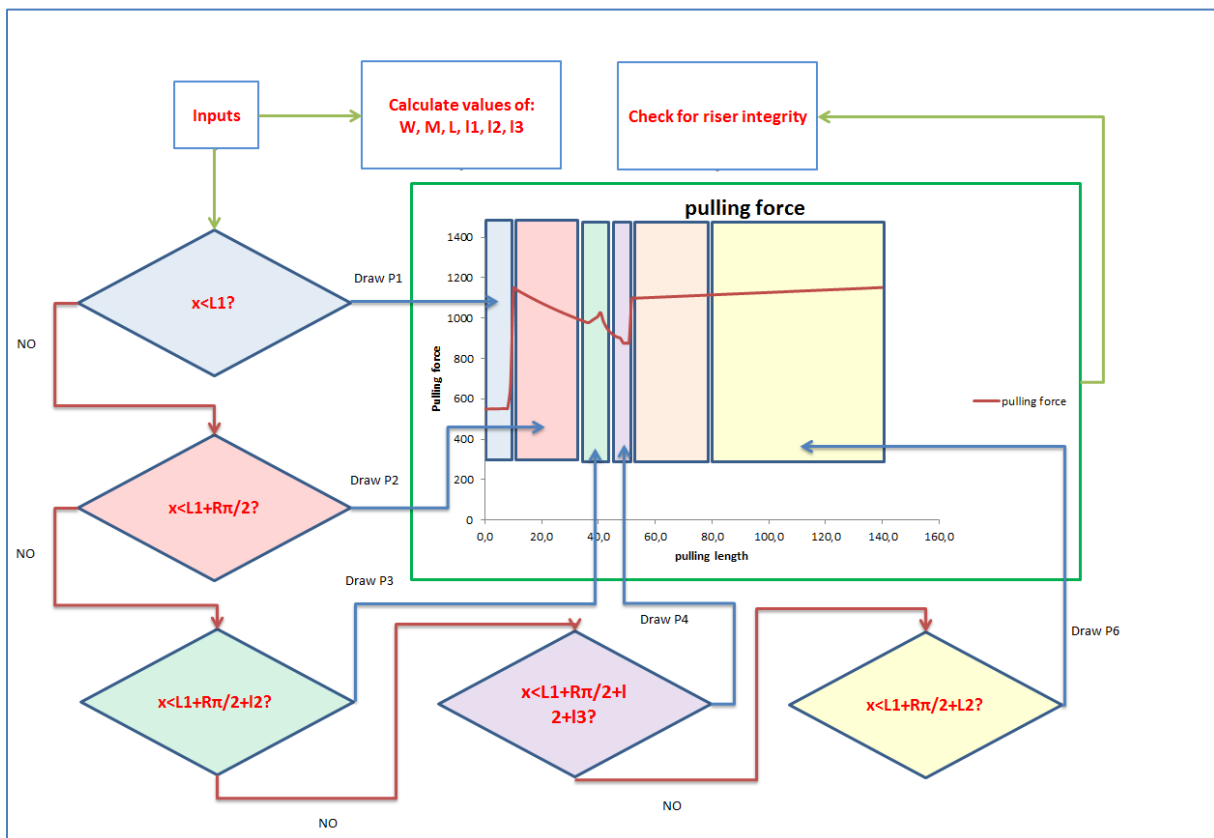 Inputs
Calculate values of:
W, M, L, l1, l2, l3
Check for riser integrity
pulling force
x<L1?
Draw P1
NO
x<L1+Rπ/2?
Draw P2
NO
Pulling force
1400
1200
1000
800
600
400
200
0
0,0 20,0 40,0 60,0 80,0 100,0 120,0 140,0 160,0
pulling length
pulling force
Draw P3
Draw P4
Draw P6
x<L1+Rπ/2+l2?
x<L1+Rπ/2+l
2+l3?
x<L1+Rπ/2+L2?
NO
NO